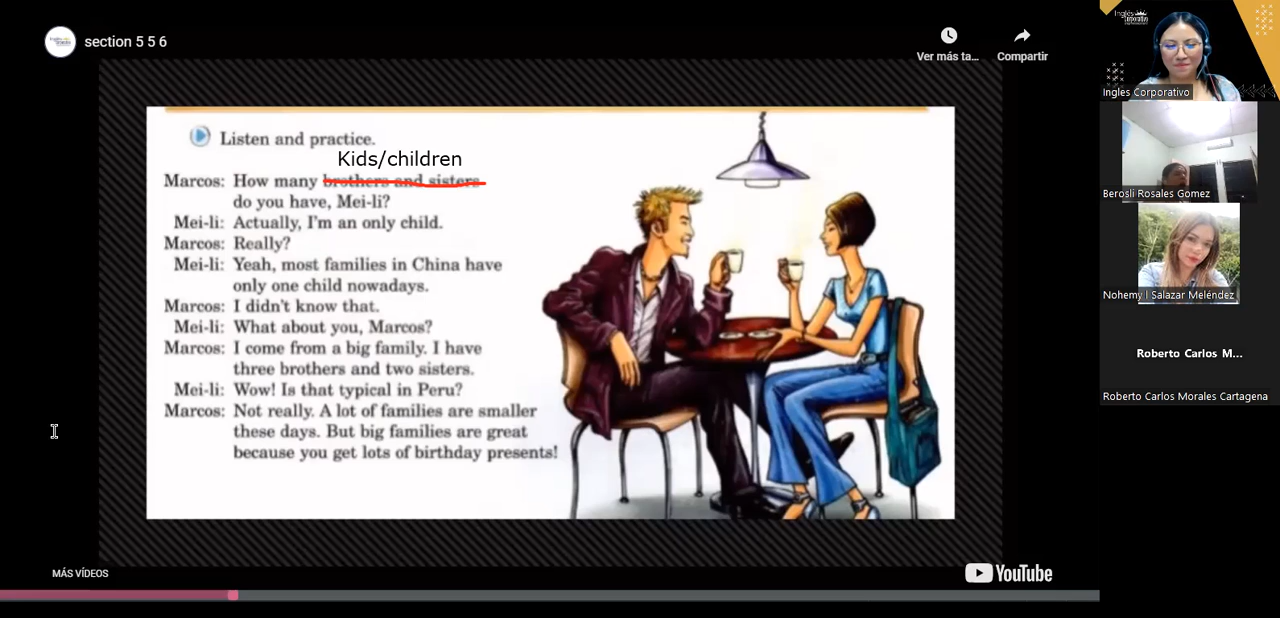 section 5 5 6
Ver más ta...
Compartir
Listen and practice.
Kids/children
Marcos: How many brothers and sisters
do you have, Mei-li?
Mei-li: Actually, I'm an only child.
Marcos: Really?
Mei-li: Yeah, most families in China have
only one child nowadays.
Marcos: I didn't know that.
Mei-li: What about you, Marcos?
Marcos: I come from a big family. I have
three brothers and two sisters.
Mei-li: Wow! Is that typical in Peru?
Marcos: Not really. A lot of families are smaller
these days. But big families are great
because you get lots of birthday presents!
MÁS VÍDEOS
YouTube
Inglés
Corporativo
Ingles Corporativo
Berosli Rosales Gomez
Nohemy I Salazar Meléndez
Roberto Carlos M...
Roberto Carlos Morales Cartagena